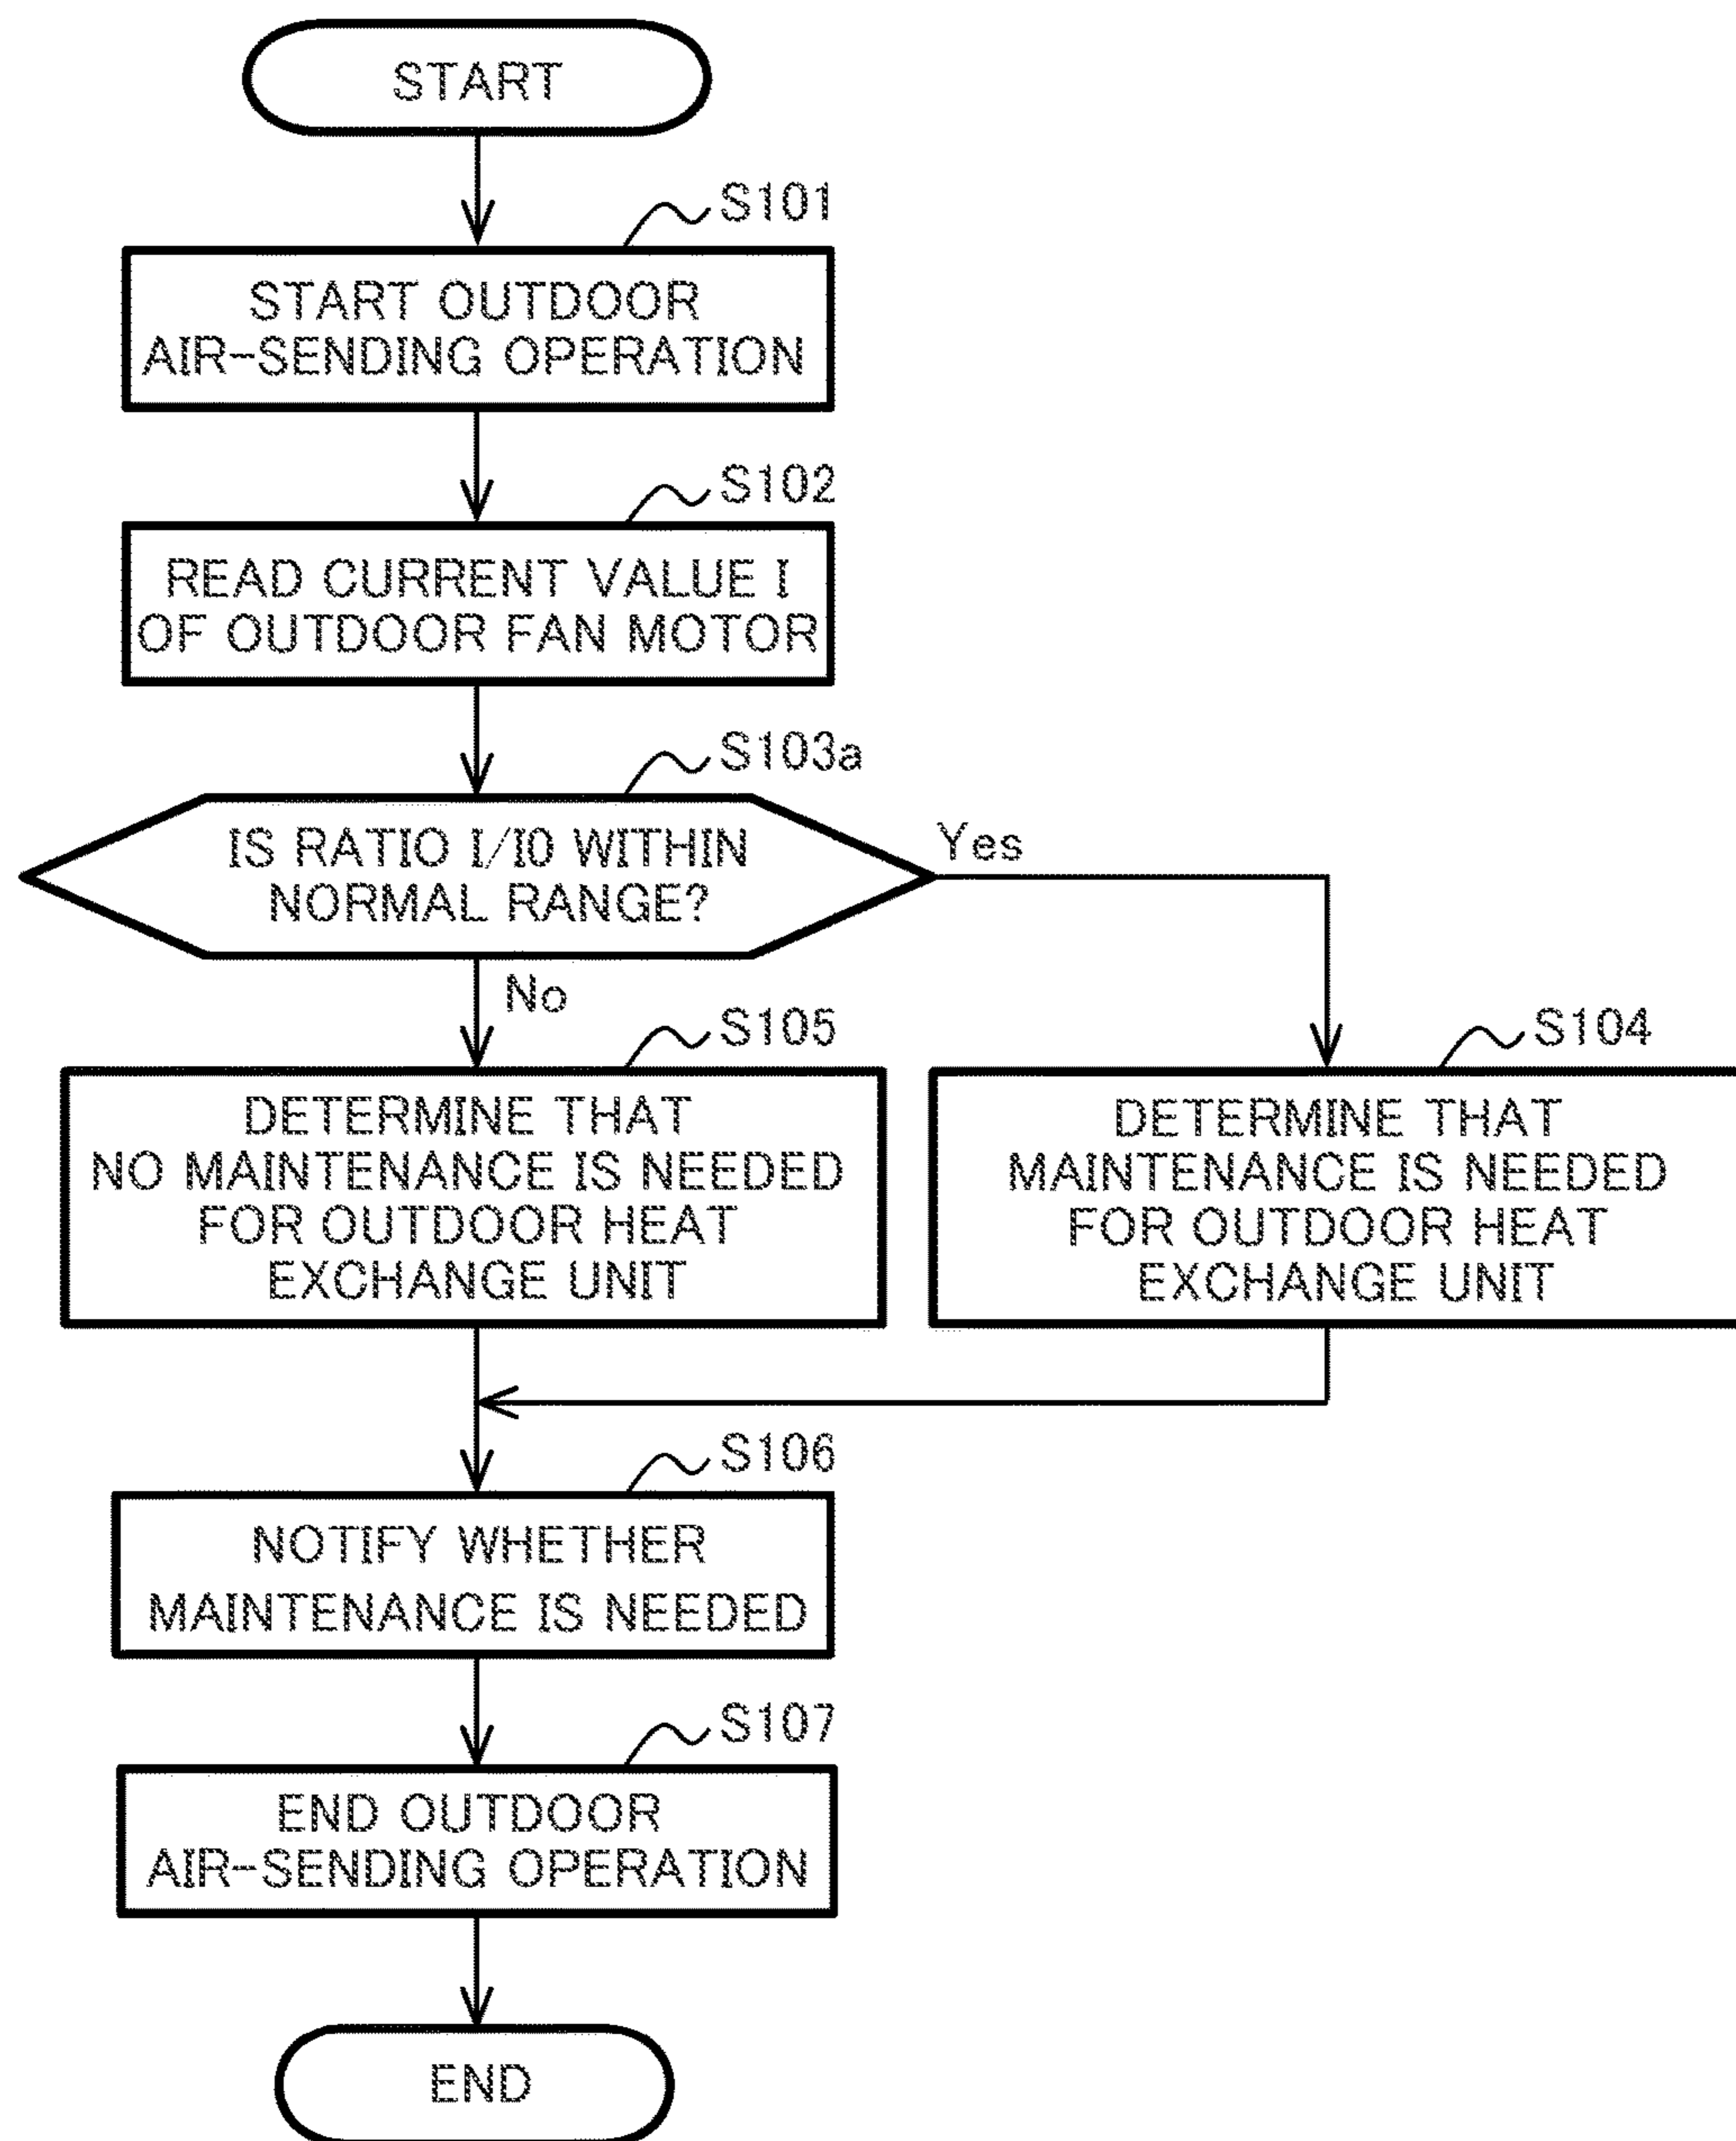 START
S101
START OUTDOOR
AIR-SENDING OPERATION
S102
READ CURRENT VALUE I
OF OUTDOOR FAN MOTOR
S103a
IS RATIO I/I0 WITHIN
NORMAL RANGE?
Yes
No
S105
DETERMINE THAT
NO MAINTENANCE IS NEEDED
FOR OUTDOOR HEAT
EXCHANGE UNIT
S104
DETERMINE THAT
MAINTENANCE IS NEEDED
FOR OUTDOOR HEAT
EXCHANGE UNIT
S106
NOTIFY WHETHER
MAINTENANCE IS NEEDED
S107
END OUTDOOR
AIR-SENDING OPERATION
END